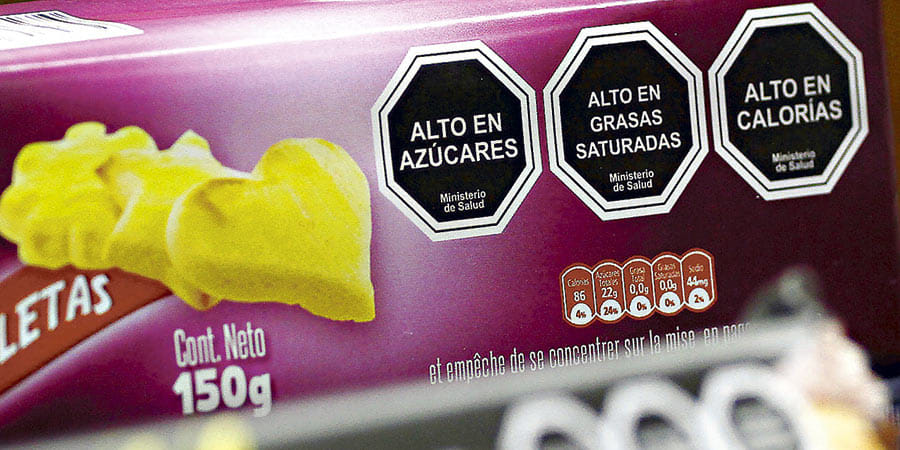 ALTO EN
AZÚCARES
Ministerio
de Salud
ALTO EN
GRASAS
SATURADAS
Ministerio
de Salud
ALTO EN
CALORÍAS
Ministerio
de Salud
LETAS
Cont. Neto
150g
Calorías
86
4%
Azúcares
Totales
22g
24%
Grasa
Total
0,0g
0%
Grasas
Saturadas
0,0g
0%
Sodio
44mg
2%
et empêche de se concentrer sur la mise en